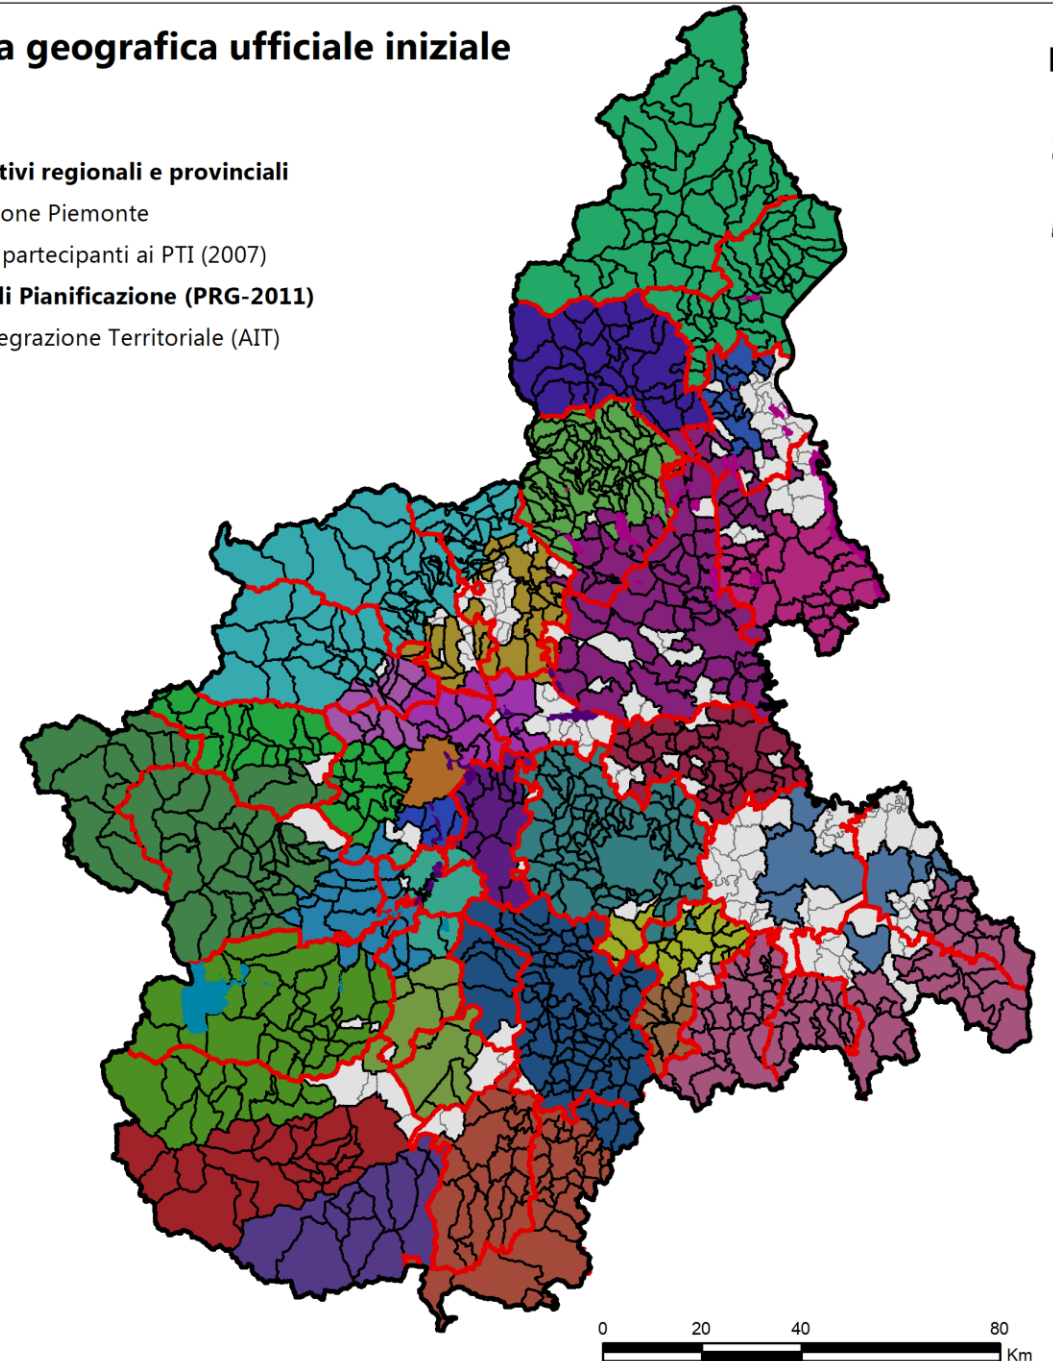 a geografica ufficiale iniziale
tivi regionali e provinciali
one Piemonte
partecipanti ai PTI (2007)
li Pianificazione (PRG-2011)
egrazione Territoriale (AIT)
0 20 40 80
Km